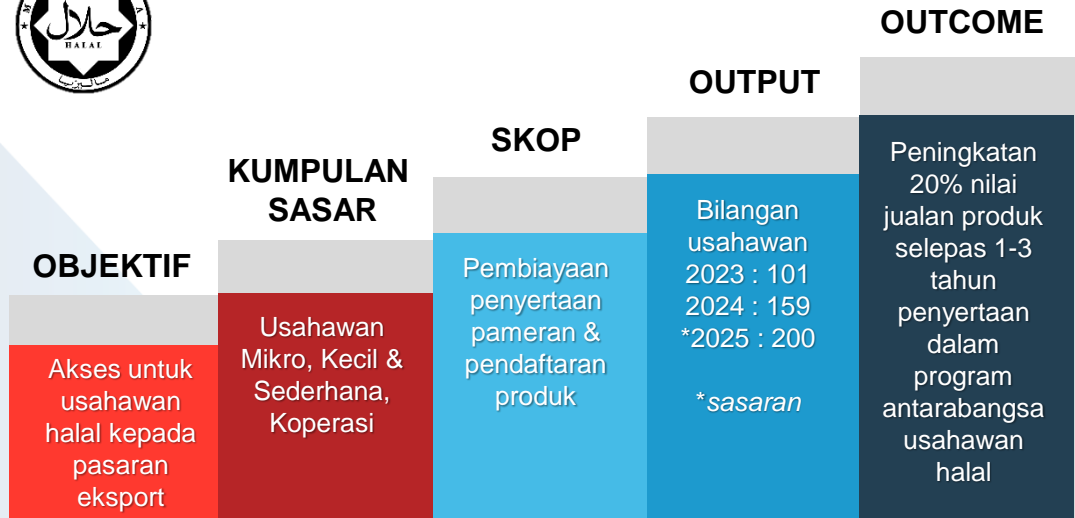 حلال
HALAL
ماليزيا
OBJEKTIF
Akses untuk
usahawan
halal kepada
pasaran
eksport
KUMPULAN
SASAR
Usahawan
Mikro, Kecil &
Sederhana,
Koperasi
SKOP
Pembiayaan
penyertaan
pameran &
pendaftaran
produk
OUTPUT
Bilangan
usahawan
2023 : 101
2024 : 159
*2025 : 200
*sasaran
OUTCOME
Peningkatan
20% nilai
jualan produk
selepas 1-3
tahun
penyertaan
dalam
program
antarabangsa
usahawan
halal